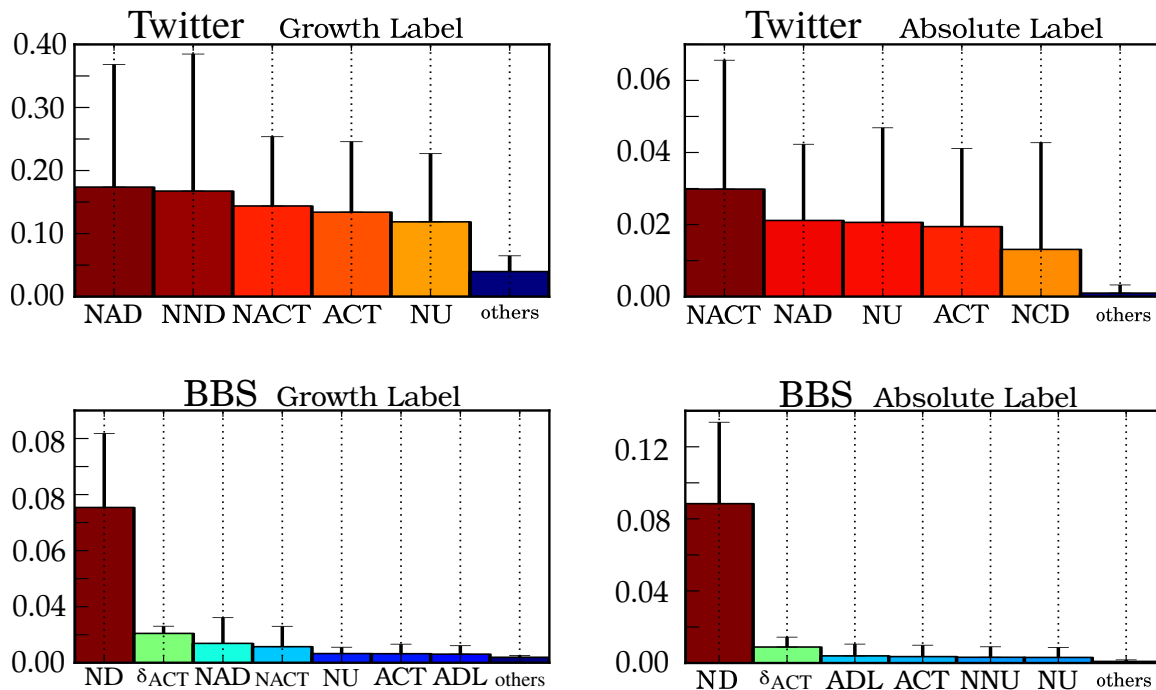 Twitter Growth Label
0.40
0.30
0.20
0.10
0.00
NAD NND NACT ACT NU others
Twitter Absolute Label
0.06
0.04
0.02
0.00
NACT NAD NU ACT NCD others
BBS Growth Label
0.08
0.08
0.06
0.04
0.00
ND δACT NAD NACT NU ACT ADL others
BBS Absolute Label
0.12
0.08
0.04
0.00
ND δACT ADL ACT NNU NU others